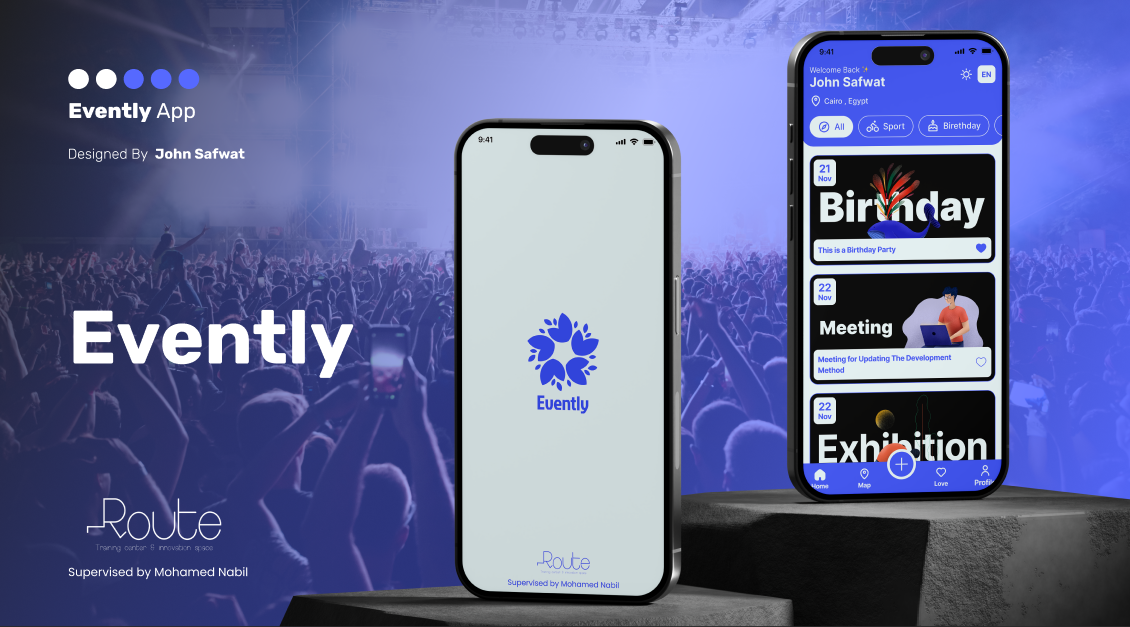 Evently App
Designed By John Safwat
Evently
Route
Training center & innovation space
Supervised by Mohamed Nabil
9:41
Evently
Route
Supervised by Mohamed Nabil
9:41
Welcome Back ✨
John Safwat
EN
Cairo , Egypt
All
Sport
Birethday
21
Nov
Birthday
This is a Birthday Party
22
Nov
Meeting
Meeting for Updating The Development
Method
22
Nov
Exhibition
Home
Map
Love
Profil